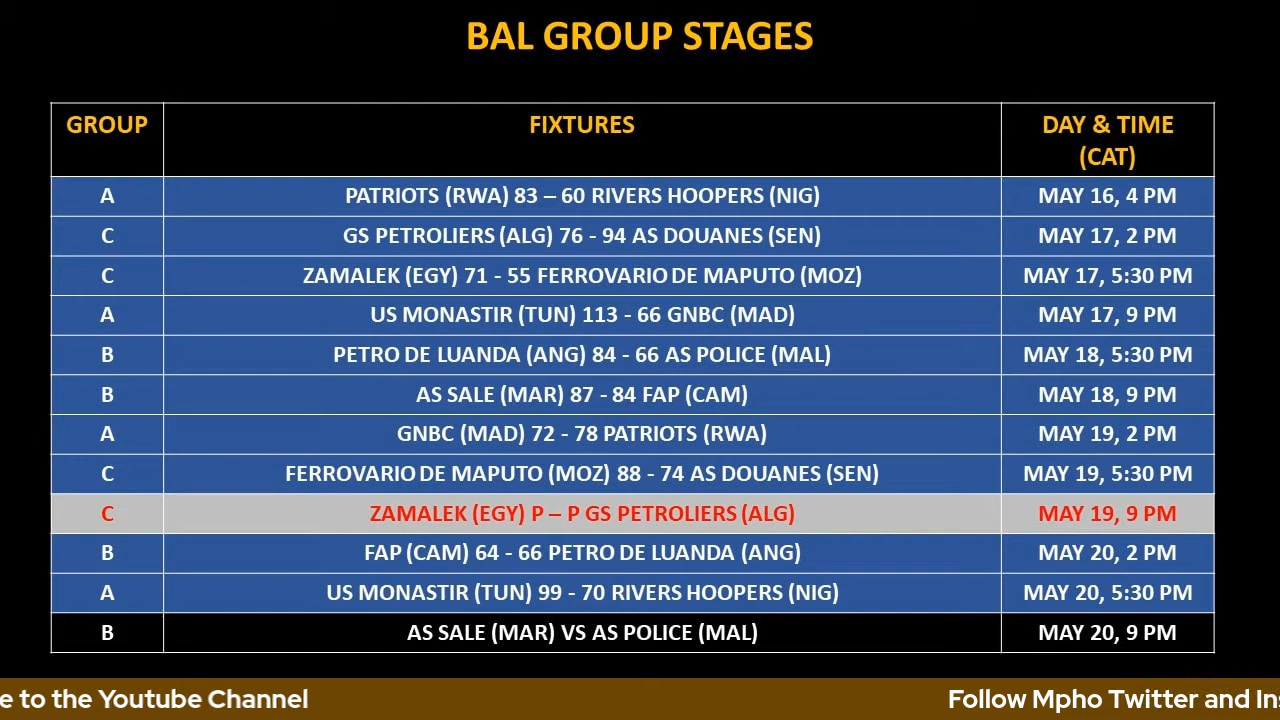 BAL GROUP STAGES
GROUP FIXTURES DAY & TIME
(CAT)
A PATRIOTS (RWA) 83 – 60 RIVERS HOOPERS (NIG) MAY 16, 4 PM
C GS PETROLIERS (ALG) 76 - 94 AS DOUANES (SEN) MAY 17, 2 PM
C ZAMALEK (EGY) 71 - 55 FERROVARIO DE MAPUTO (MOZ) MAY 17, 5:30 PM
A US MONASTIR (TUN) 113 - 66 GNBC (MAD) MAY 17, 9 PM
B PETRO DE LUANDA (ANG) 84 - 66 AS POLICE (MAL) MAY 18, 5:30 PM
B AS SALE (MAR) 87 - 84 FAP (CAM) MAY 18, 9 PM
A GNBC (MAD) 72 - 78 PATRIOTS (RWA) MAY 19, 2 PM
C FERROVARIO DE MAPUTO (MOZ) 88 - 74 AS DOUANES (SEN) MAY 19, 5:30 PM
C ZAMALEK (EGY) P – P GS PETROLIERS (ALG) MAY 19, 9 PM
B FAP (CAM) 64 - 66 PETRO DE LUANDA (ANG) MAY 20, 2 PM
A US MONASTIR (TUN) 99 - 70 RIVERS HOOPERS (NIG) MAY 20, 5:30 PM
B AS SALE (MAR) VS AS POLICE (MAL) MAY 20, 9 PM
e to the Youtube Channel Follow Mpho Twitter and Ins